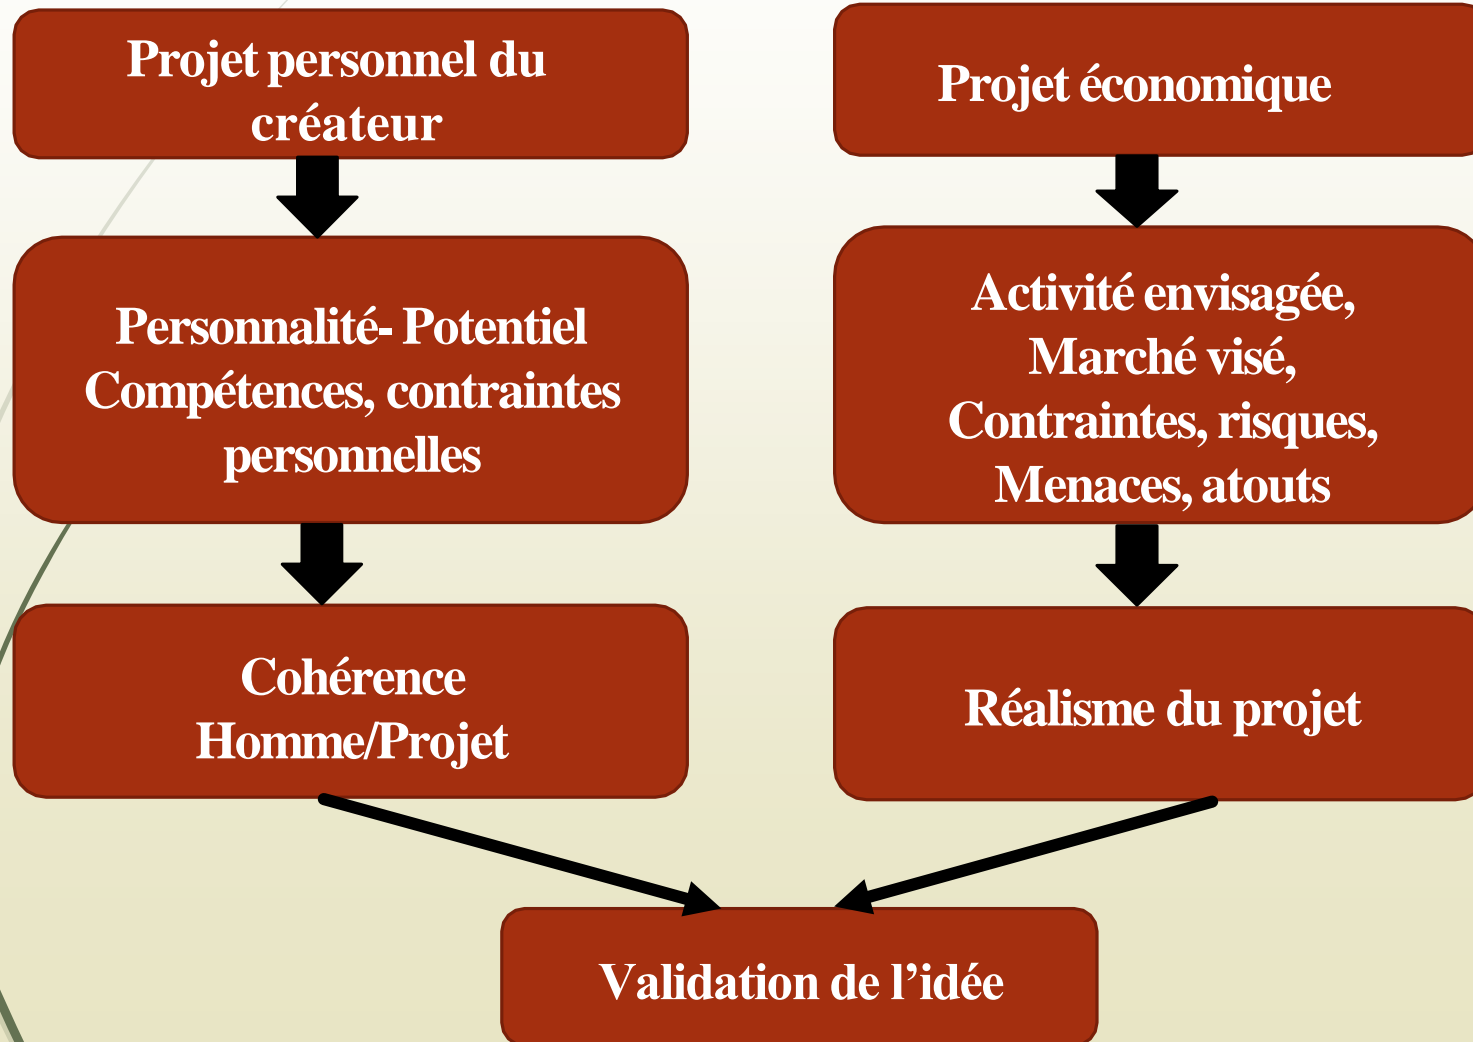 Projet personnel du
créateur
Projet économique
Personnalité- Potentiel
Compétences, contraintes
personnelles
Activité envisagée,
Marché visé,
Contraintes, risques,
Menaces, atouts
Cohérence
Homme/Projet
Réalisme du projet
Validation de l’idée